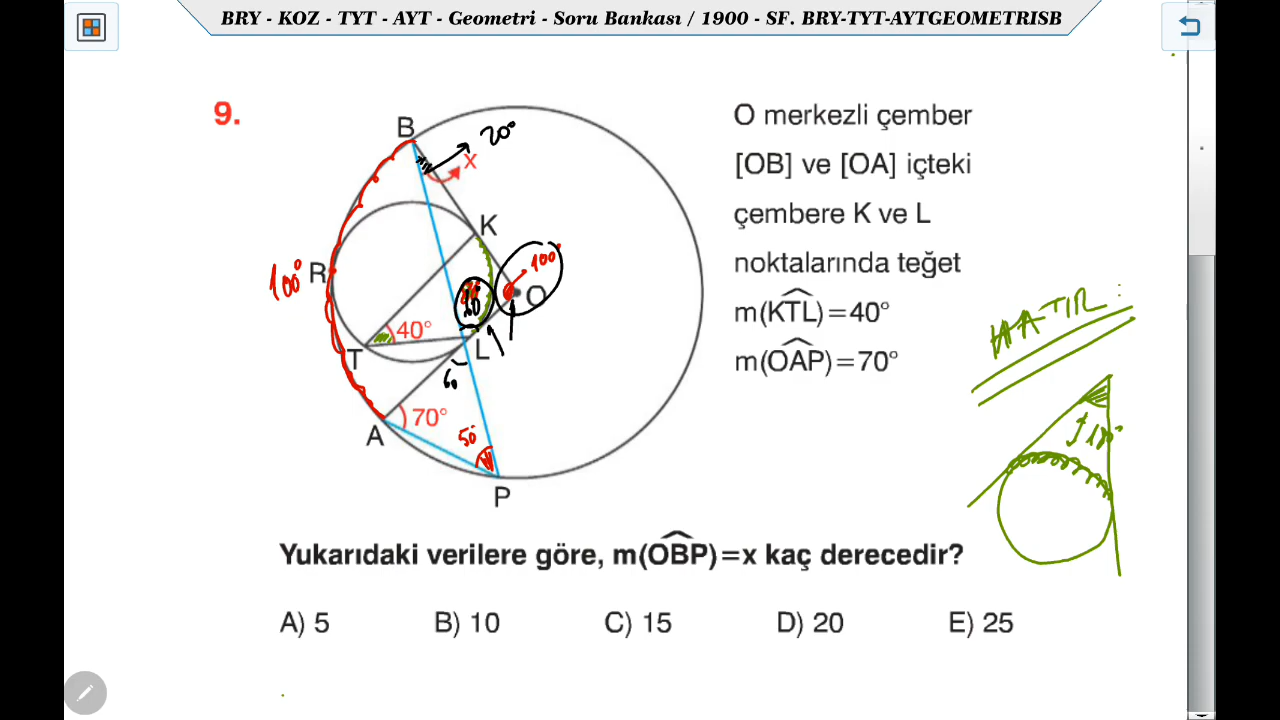 BRY - KOZ - TYT - AYT - Geometri - Soru Bankası / 1900 - SF. BRY-TYT-AYTGEOMETRISB
9.
B
20°
x
K
R
100°
100°
O
40°
T
L
60
A
70°
50
P
O merkezli çember
[OB] ve [OA] içteki
çembere K ve L
noktalarında teğet
m(KTL)=40°
m(OAP)=70°
HATIR :
Yukarıdaki verilere göre, m(OBP)=x kaç derecedir?
A) 5 B) 10 C) 15 D) 20 E) 25